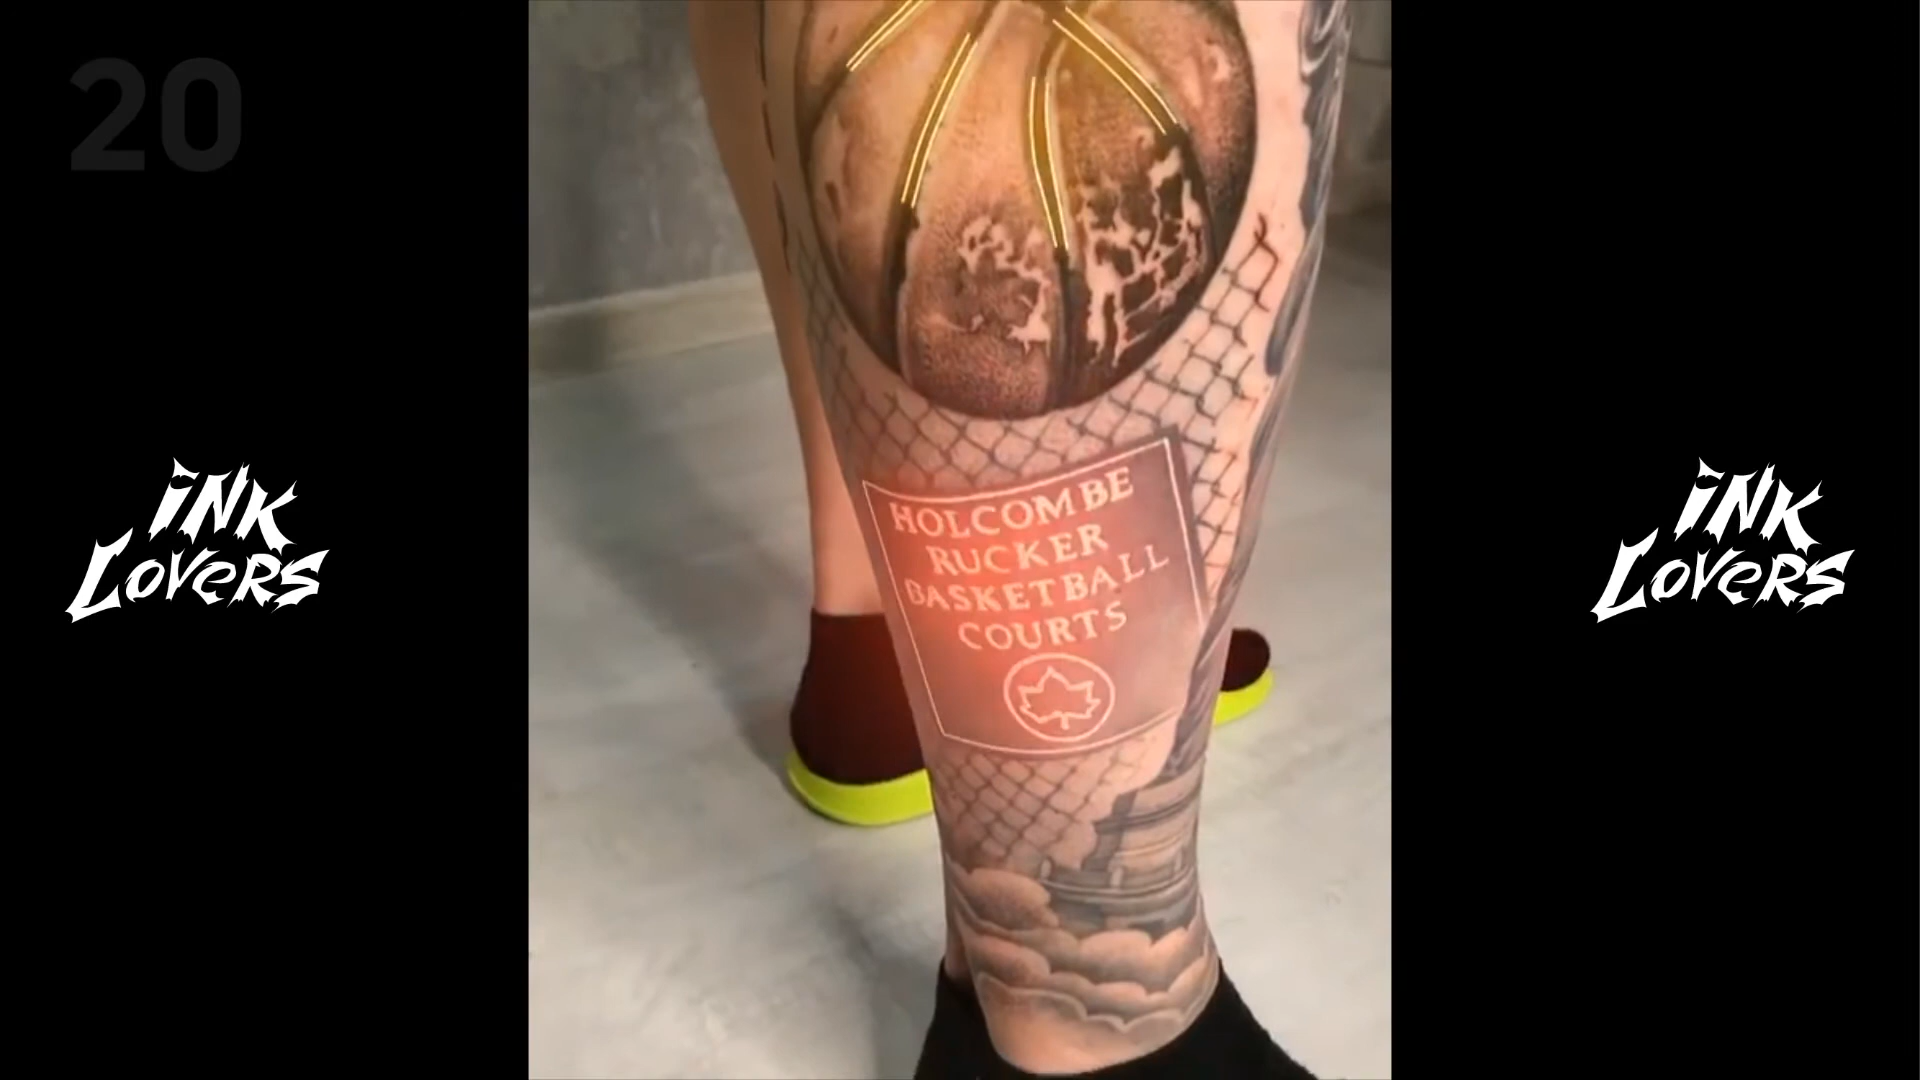 20
INK
LOVERS
HOLCOMBE
RUCKER
BASKETBALL
COURTS
INK
LOVERS